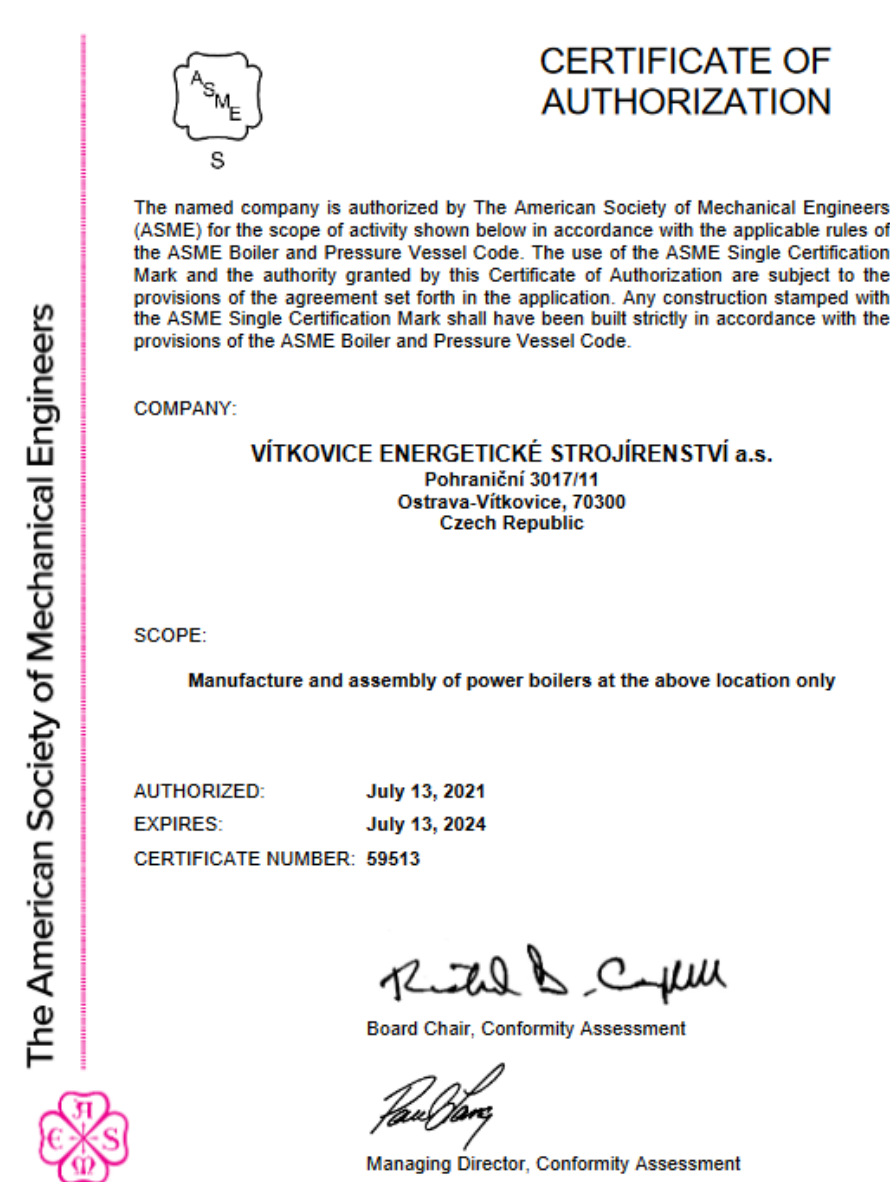 ASME
S
CERTIFICATE OF
AUTHORIZATION
The named company is authorized by The American Society of Mechanical Engineers
(ASME) for the scope of activity shown below in accordance with the applicable rules of
the ASME Boiler and Pressure Vessel Code. The use of the ASME Single Certification
Mark and the authority granted by this Certificate of Authorization are subject to the
provisions of the agreement set forth in the application. Any construction stamped with
the ASME Single Certification Mark shall have been built strictly in accordance with the
provisions of the ASME Boiler and Pressure Vessel Code.
COMPANY:
VÍTKOVICE ENERGETICKÉ STROJÍRENSTVÍ a.s.
Pohraniční 3017/11
Ostrava-Vítkovice, 70300
Czech Republic
SCOPE:
Manufacture and assembly of power boilers at the above location only
AUTHORIZED: July 13, 2021
EXPIRES: July 13, 2024
CERTIFICATE NUMBER: 59513
Board Chair, Conformity Assessment
Managing Director, Conformity Assessment
The American Society of Mechanical Engineers
A
E S
M